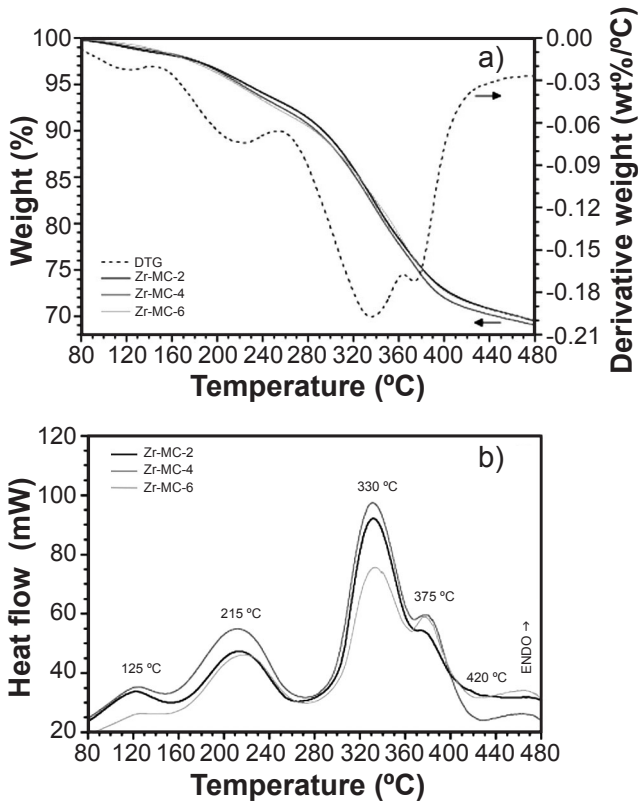 a)
Weight (%)
100
95
90
85
80
75
70
0.00
-0.03
-0.06
-0.09
-0.12
-0.15
-0.18
-0.21
Derivative weight (wt%/ºC)
DTG
Zr-MC-2
Zr-MC-4
Zr-MC-6
80 120 160 200 240 280 320 360 400 440 480
Temperature (ºC)
b)
Heat flow (mW)
120
100
80
60
40
20
Zr-MC-2
Zr-MC-4
Zr-MC-6
330 ºC
375 ºC
215 ºC
125 ºC
420 ºC
ENDO →
80 120 160 200 240 280 320 360 400 440 480
Temperature (ºC)